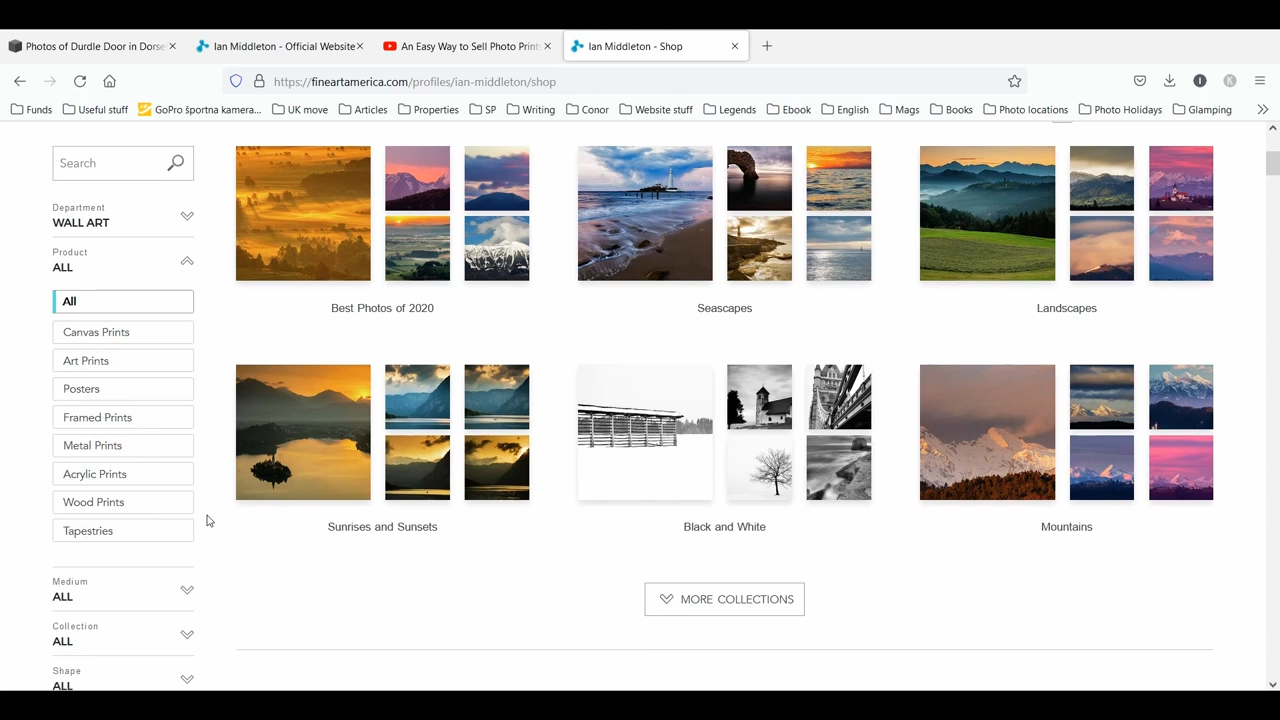 Photos of Durdle Door in Dorse
Ian Middleton - Official Website
An Easy Way to Sell Photo Print
Ian Middleton - Shop
https://fineartamerica.com/profiles/ian-middleton/shop
I
K
Funds
Useful stuff
GoPro športna kamera...
UK move
Articles
Properties
SP
Writing
Conor
Website stuff
Legends
Ebook
English
Mags
Books
Photo locations
Photo Holidays
Glamping
Search
Department
WALL ART
Product
ALL
All
Canvas Prints
Art Prints
Posters
Framed Prints
Metal Prints
Acrylic Prints
Wood Prints
Tapestries
Medium
ALL
Collection
ALL
Shape
ALL
Best Photos of 2020
Seascapes
Landscapes
Sunrises and Sunsets
Black and White
Mountains
MORE COLLECTIONS